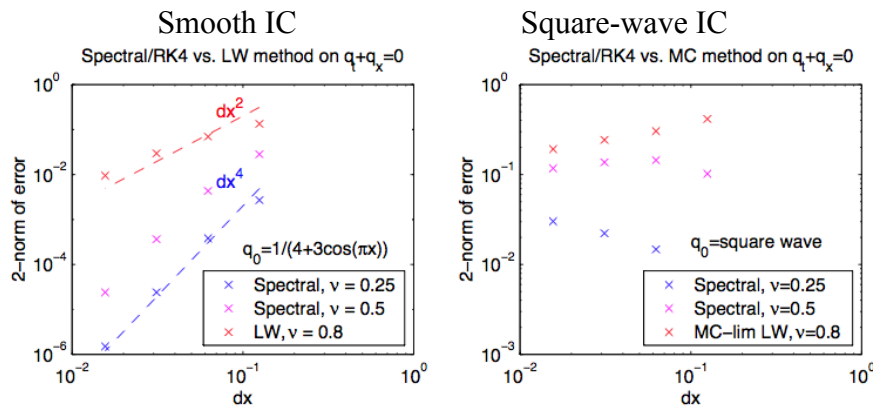 Smooth IC
Square-wave IC
Spectral/RK4 vs. LW method on q_t+q_x=0
10^0
10^-2
10^-4
10^-6
2-norm of error
dx^2
dx^4
q_0=1/(4+3cos(πx))
Spectral, ν = 0.25
Spectral, ν = 0.5
LW, ν = 0.8
10^-2
10^-1
10^0
dx
Spectral/RK4 vs. MC method on q_t+q_x=0
10^0
10^-1
10^-2
10^-3
2-norm of error
q_0=square wave
Spectral, ν=0.25
Spectral, ν=0.5
MC-lim LW, ν=0.8
10^-2
10^-1
10^0
dx